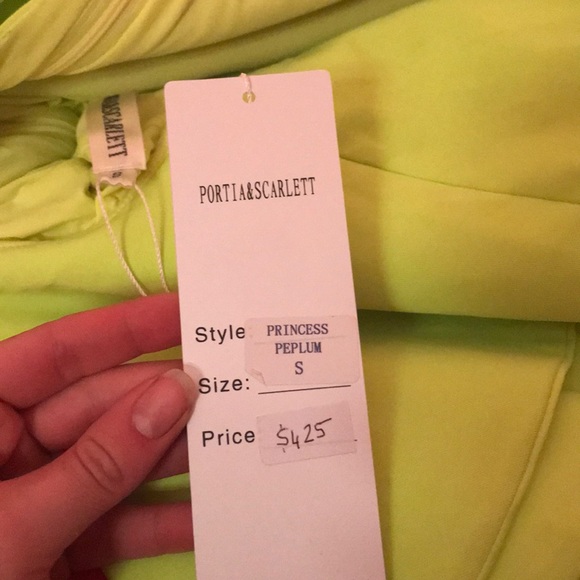 PORTIA&SCARLETT
Style PRINCESS
PEPLUM
Size: S
Price $425